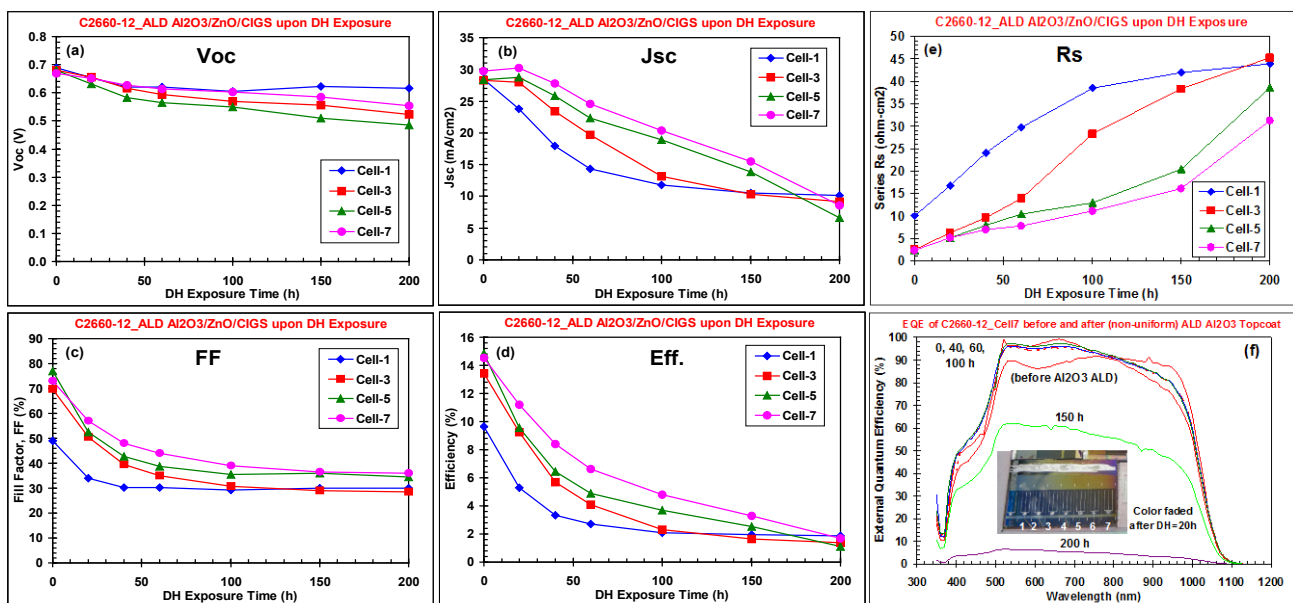 C2660-12_ALD Al2O3/ZnO/CIGS upon DH Exposure
(a)
Voc
Voc (V)
0.8
0.7
0.6
0.5
0.4
0.3
0.2
0.1
0.0
Cell-1
Cell-3
Cell-5
Cell-7
0 50 100 150 200
DH Exposure Time (h)
C2660-12_ALD Al2O3/ZnO/CIGS upon DH Exposure
(b)
Jsc
Jsc (mA/cm2)
35
30
25
20
15
10
5
0
Cell-1
Cell-3
Cell-5
Cell-7
0 50 100 150 200
DH Exposure Time (h)
C2660-12_ALD Al2O3/ZnO/CIGS upon DH Exposure
(e)
Rs
Series Rs (ohm-cm2)
50
45
40
35
30
25
20
15
10
5
0
Cell-1
Cell-3
Cell-5
Cell-7
0 50 100 150 200
DH Exposure Time (h)
C2660-12_ALD Al2O3/ZnO/CIGS upon DH Exposure
(c)
FF
Fill Factor, FF (%)
90
80
70
60
50
40
30
20
10
0
Cell-1
Cell-3
Cell-5
Cell-7
0 50 100 150 200
DH Exposure Time (h)
C2660-12_ALD Al2O3/ZnO/CIGS upon DH Exposure
(d)
Eff.
Efficiency (%)
16
14
12
10
8
6
4
2
0
Cell-1
Cell-3
Cell-5
Cell-7
0 50 100 150 200
DH Exposure Time (h)
EQE of C2660-12_Cell7 before and after (non-uniform) ALD Al2O3 Topcoat
(f)
External Quantum Efficiency (%)
100
90
80
70
60
50
40
30
20
10
0
0, 40, 60,
100 h
(before Al2O3 ALD)
150 h
1 2 3 4 5 6 7
Color faded
after DH=20h
200 h
300 400 500 600 700 800 900 1000 1100 1200
Wavelength (nm)